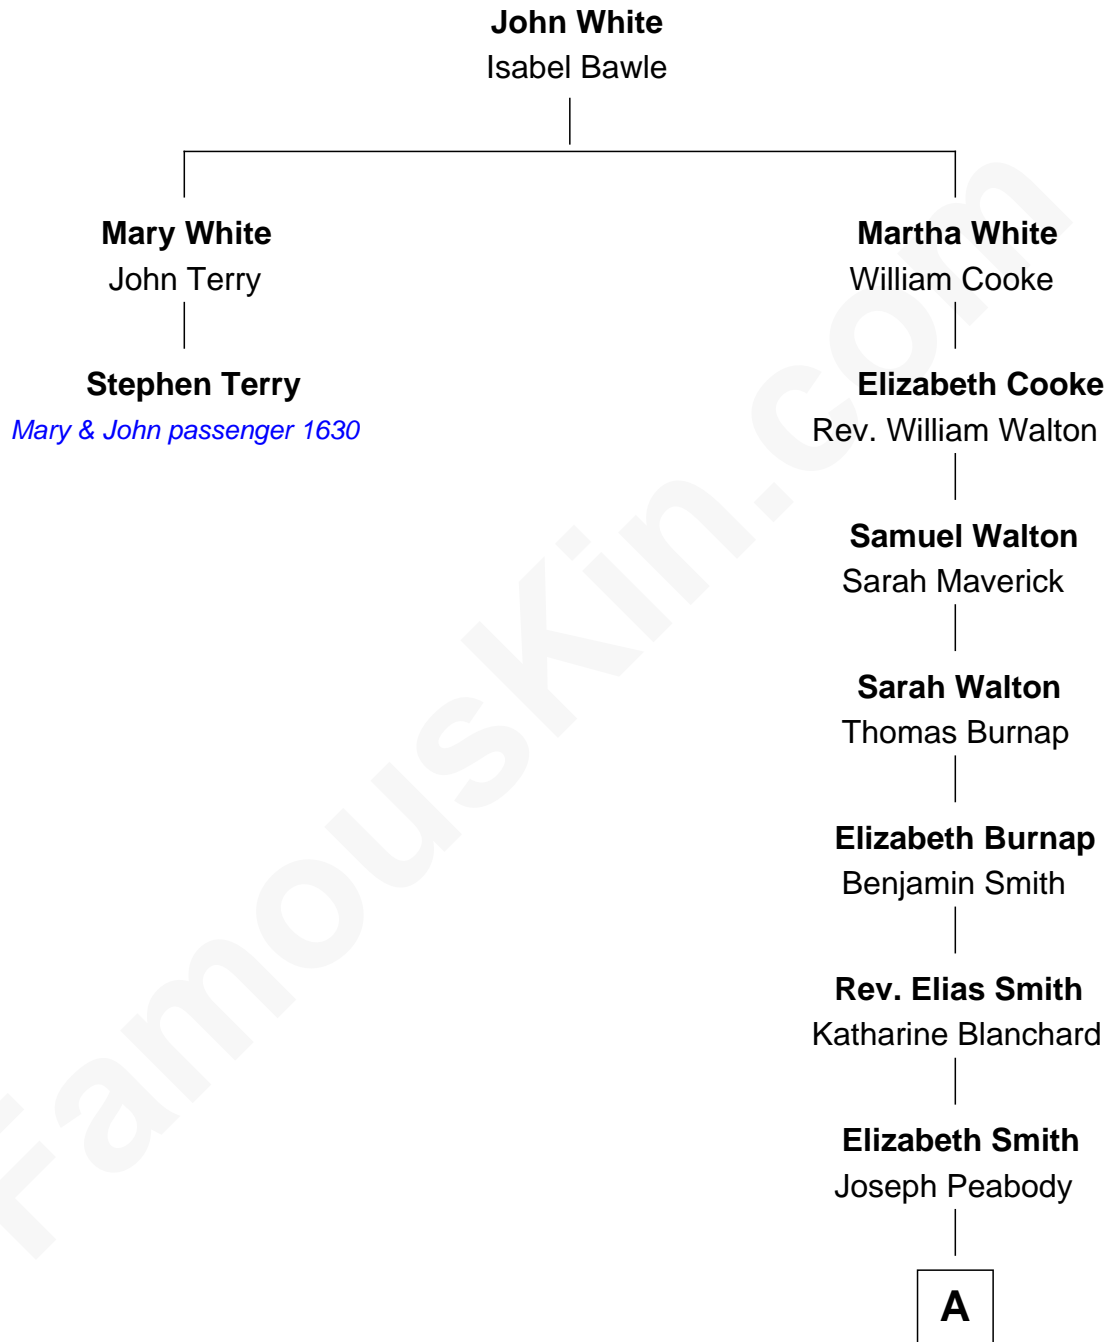 John White
Isabel Bawle
Mary White
John Terry
Stephen Terry
Mary & John passenger 1630
Martha White
William Cooke
Elizabeth Cooke
Rev. William Walton
Samuel Walton
Sarah Maverick
Sarah Walton
Thomas Burnap
Elizabeth Burnap
Benjamin Smith
Rev. Elias Smith
Katharine Blanchard
Elizabeth Smith
Joseph Peabody
A
FamousKin.com